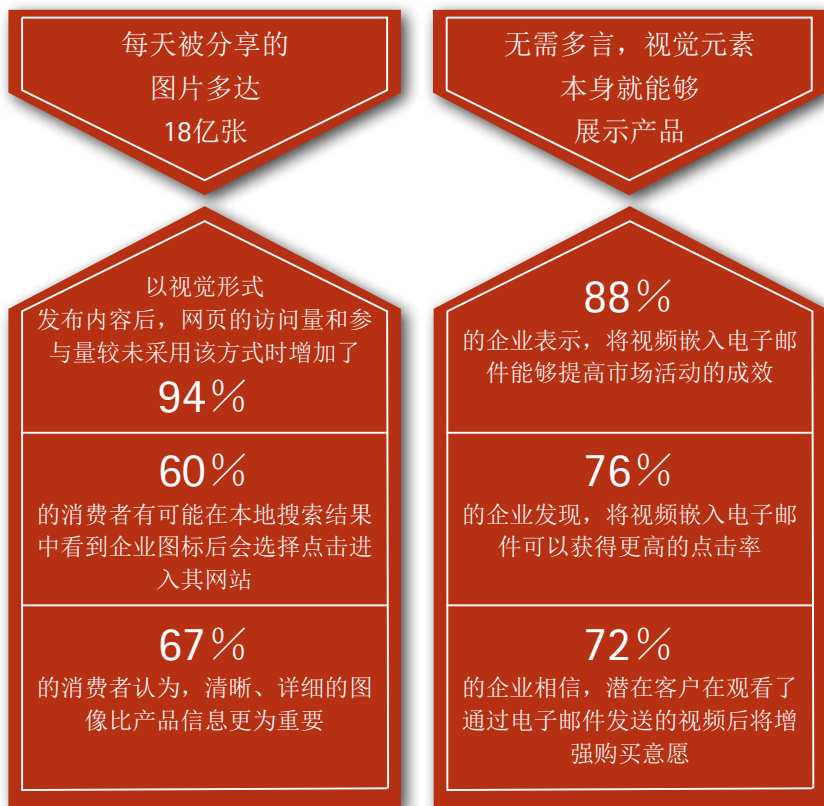 每天被分享的
图片多达
18亿张
以视觉形式
发布内容后，网页的访问量和参
与量较未采用该方式时增加了
94%
60%
的消费者有可能在本地搜索结果
中看到企业图标后会选择点击进
入其网站
67%
的消费者认为，清晰、详细的图
像比产品信息更为重要
无需多言，视觉元素
本身就能够
展示产品
88%
的企业表示，将视频嵌入电子邮
件能够提高市场活动的成效
76%
的企业发现，将视频嵌入电子邮
件可以获得更高的点击率
72%
的企业相信，潜在客户在观看了
通过电子邮件发送的视频后将增
强购买意愿